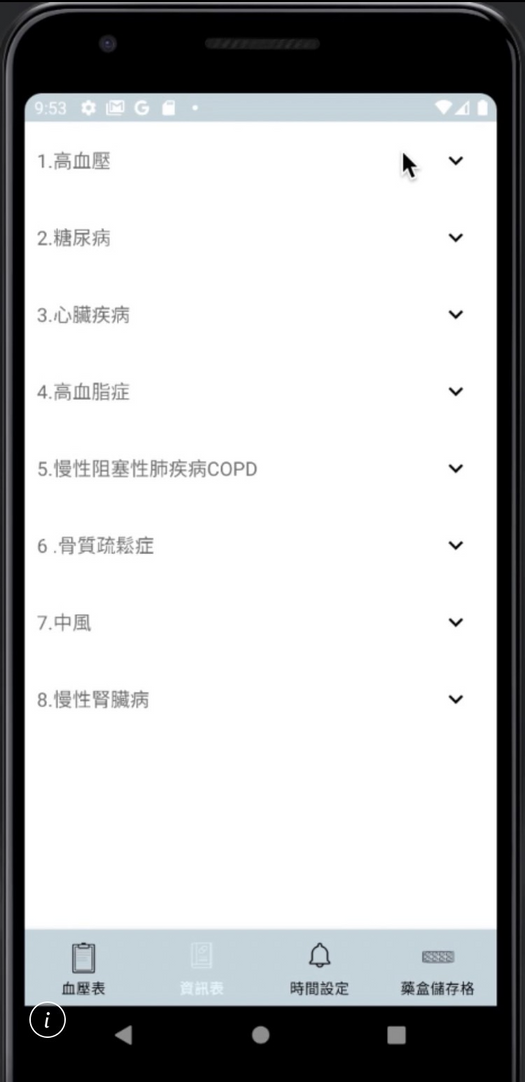 9:53
1.高血壓
2.糖尿病
3.心臟疾病
4.高血脂症
5.慢性阻塞性肺疾病COPD
6 .骨質疏鬆症
7.中風
8.慢性腎臟病
血壓表
資訊表
時間設定
藥盒儲存格
i